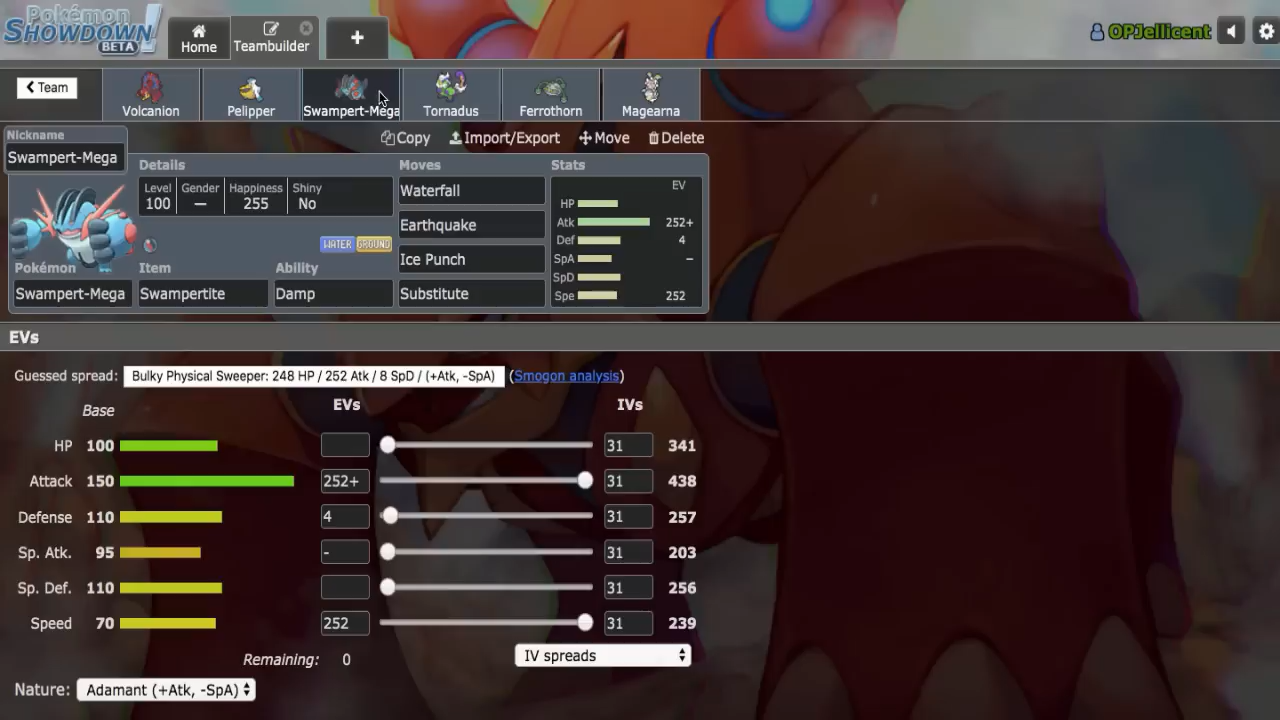 Pokémon
SHOWDOWN!
BETA
Home
Teambuilder
+
OPJellicent
Team
Volcanion
Pelipper
Swampert-Mega
Tornadus
Ferrothorn
Magearna
Copy
Import/Export
Move
Delete
Nickname
Swampert-Mega
Details
Level
100
Gender
—
Happiness
255
Shiny
No
WATER GROUND
Pokémon
Swampert-Mega
Item
Swampertite
Ability
Damp
Moves
Waterfall
Earthquake
Ice Punch
Substitute
Stats
EV
HP
Atk 252+
Def 4
SpA –
SpD
Spe 252
EVs
Guessed spread: Bulky Physical Sweeper: 248 HP / 252 Atk / 8 SpD / (+Atk, -SpA) (Smogon analysis)
Base EVs IVs
HP 100 31 341
Attack 150 252+ 31 438
Defense 110 4 31 257
Sp. Atk. 95 - 31 203
Sp. Def. 110 31 256
Speed 70 252 31 239
Remaining: 0 IV spreads
Nature: Adamant (+Atk, -SpA)